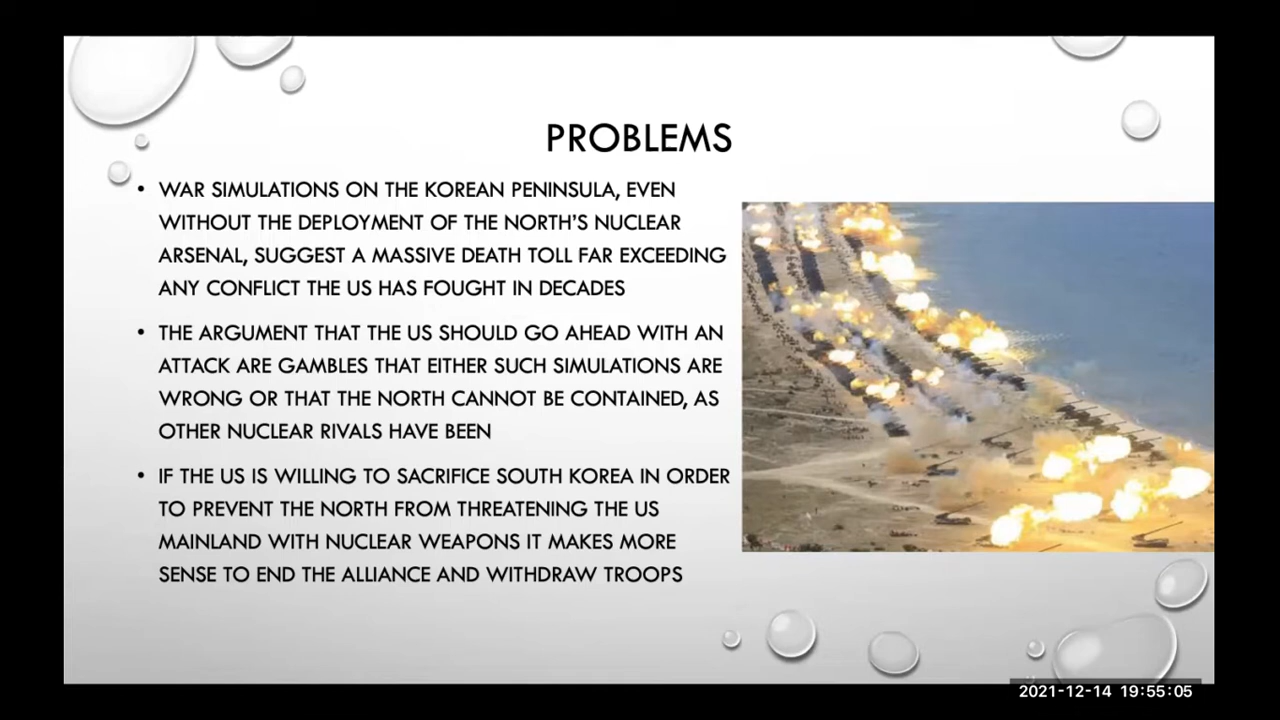 PROBLEMS
• WAR SIMULATIONS ON THE KOREAN PENINSULA, EVEN
WITHOUT THE DEPLOYMENT OF THE NORTH’S NUCLEAR
ARSENAL, SUGGEST A MASSIVE DEATH TOLL FAR EXCEEDING
ANY CONFLICT THE US HAS FOUGHT IN DECADES
• THE ARGUMENT THAT THE US SHOULD GO AHEAD WITH AN
ATTACK ARE GAMBLES THAT EITHER SUCH SIMULATIONS ARE
WRONG OR THAT THE NORTH CANNOT BE CONTAINED, AS
OTHER NUCLEAR RIVALS HAVE BEEN
• IF THE US IS WILLING TO SACRIFICE SOUTH KOREA IN ORDER
TO PREVENT THE NORTH FROM THREATENING THE US
MAINLAND WITH NUCLEAR WEAPONS IT MAKES MORE
SENSE TO END THE ALLIANCE AND WITHDRAW TROOPS
2021-12-14 19:55:05